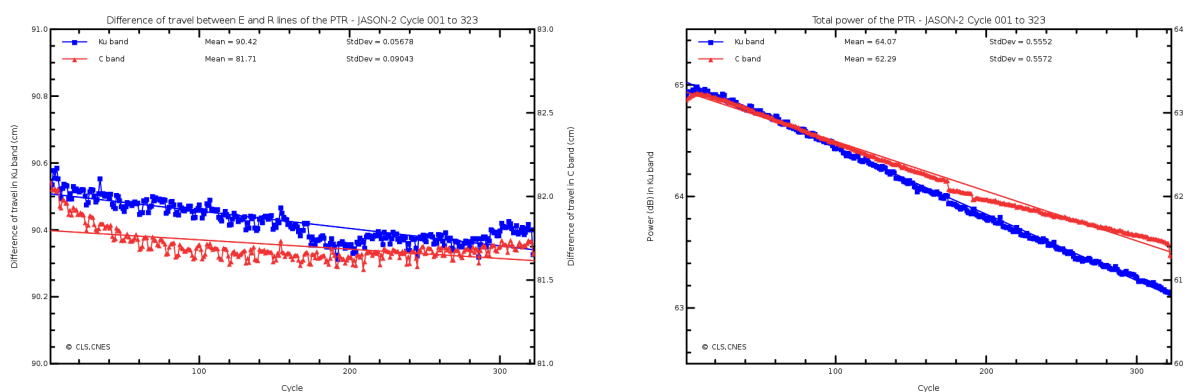 Difference of travel between E and R lines of the PTR - JASON-2 Cycle 001 to 323
91.0
90.8
90.6
90.4
90.2
90.0
Difference of travel in Ku band (cm)
Ku band Mean = 90.42 StdDev = 0.05678
C band Mean = 81.71 StdDev = 0.09043
© CLS,CNES
83.0
82.5
82.0
81.5
81.0
Difference of travel in C band (cm)
100 200 300
Cycle
Total power of the PTR - JASON-2 Cycle 001 to 323
65
64
63
Power (dB) in Ku band
Ku band Mean = 64.07 StdDev = 0.5552
C band Mean = 62.29 StdDev = 0.5572
© CLS,CNES
64
63
62
61
60
100 200 300
Cycle